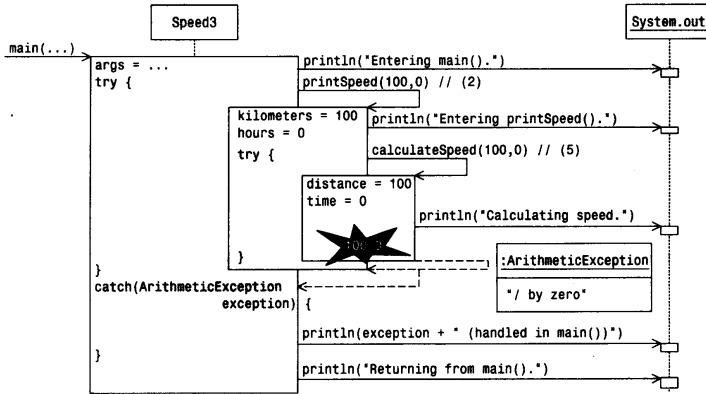 Speed3
System.out
main(...)
args = ...
println("Entering main().")
try {
printSpeed(100,0) // (2)
kilometers = 100
println("Entering printSpeed().")
hours = 0
try {
calculateSpeed(100,0) // (5)
distance = 100
time = 0
println("Calculating speed.")
}
:ArithmeticException
"/ by zero"
}
catch(ArithmeticException
exception) {
println(exception + " (handled in main())")
}
println("Returning from main().")